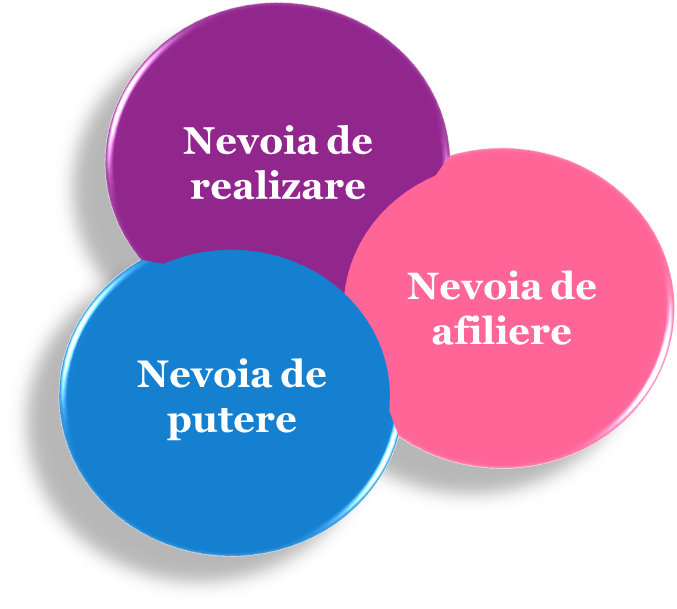 Nevoia de
realizare
Nevoia de
afiliere
Nevoia de
putere